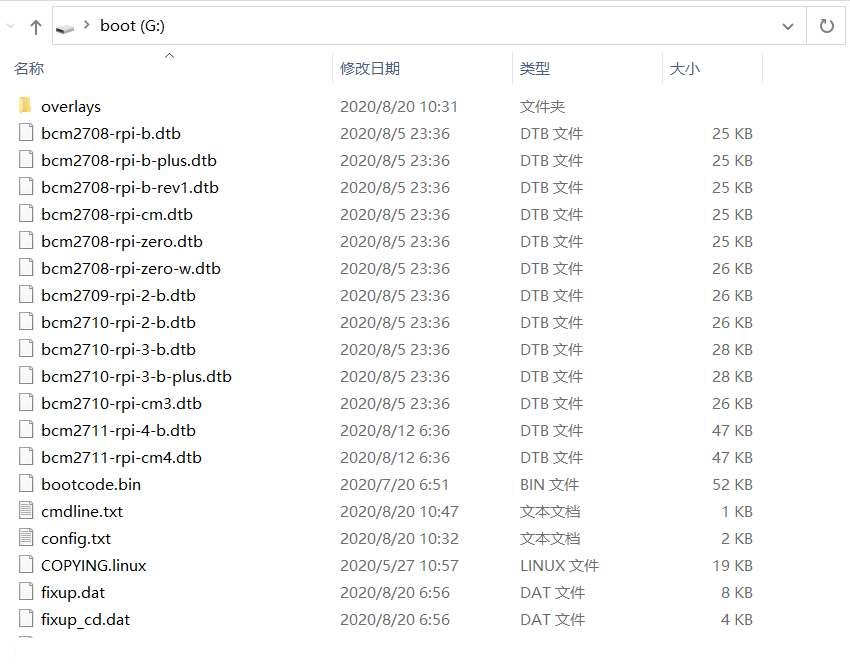 boot (G:)
名称 修改日期 类型 大小
overlays 2020/8/20 10:31 文件夹
bcm2708-rpi-b.dtb 2020/8/5 23:36 DTB 文件 25 KB
bcm2708-rpi-b-plus.dtb 2020/8/5 23:36 DTB 文件 25 KB
bcm2708-rpi-b-rev1.dtb 2020/8/5 23:36 DTB 文件 25 KB
bcm2708-rpi-cm.dtb 2020/8/5 23:36 DTB 文件 25 KB
bcm2708-rpi-zero.dtb 2020/8/5 23:36 DTB 文件 25 KB
bcm2708-rpi-zero-w.dtb 2020/8/5 23:36 DTB 文件 26 KB
bcm2709-rpi-2-b.dtb 2020/8/5 23:36 DTB 文件 26 KB
bcm2710-rpi-2-b.dtb 2020/8/5 23:36 DTB 文件 26 KB
bcm2710-rpi-3-b.dtb 2020/8/5 23:36 DTB 文件 28 KB
bcm2710-rpi-3-b-plus.dtb 2020/8/5 23:36 DTB 文件 28 KB
bcm2710-rpi-cm3.dtb 2020/8/5 23:36 DTB 文件 26 KB
bcm2711-rpi-4-b.dtb 2020/8/12 6:36 DTB 文件 47 KB
bcm2711-rpi-cm4.dtb 2020/8/12 6:36 DTB 文件 47 KB
bootcode.bin 2020/7/20 6:51 BIN 文件 52 KB
cmdline.txt 2020/8/20 10:47 文本文档 1 KB
config.txt 2020/8/20 10:32 文本文档 2 KB
COPYING.linux 2020/5/27 10:57 LINUX 文件 19 KB
fixup.dat 2020/8/20 6:56 DAT 文件 8 KB
fixup_cd.dat 2020/8/20 6:56 DAT 文件 4 KB